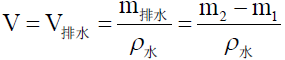 V = V排水 = m排水/ρ水 = (m2 − m1)/ρ水